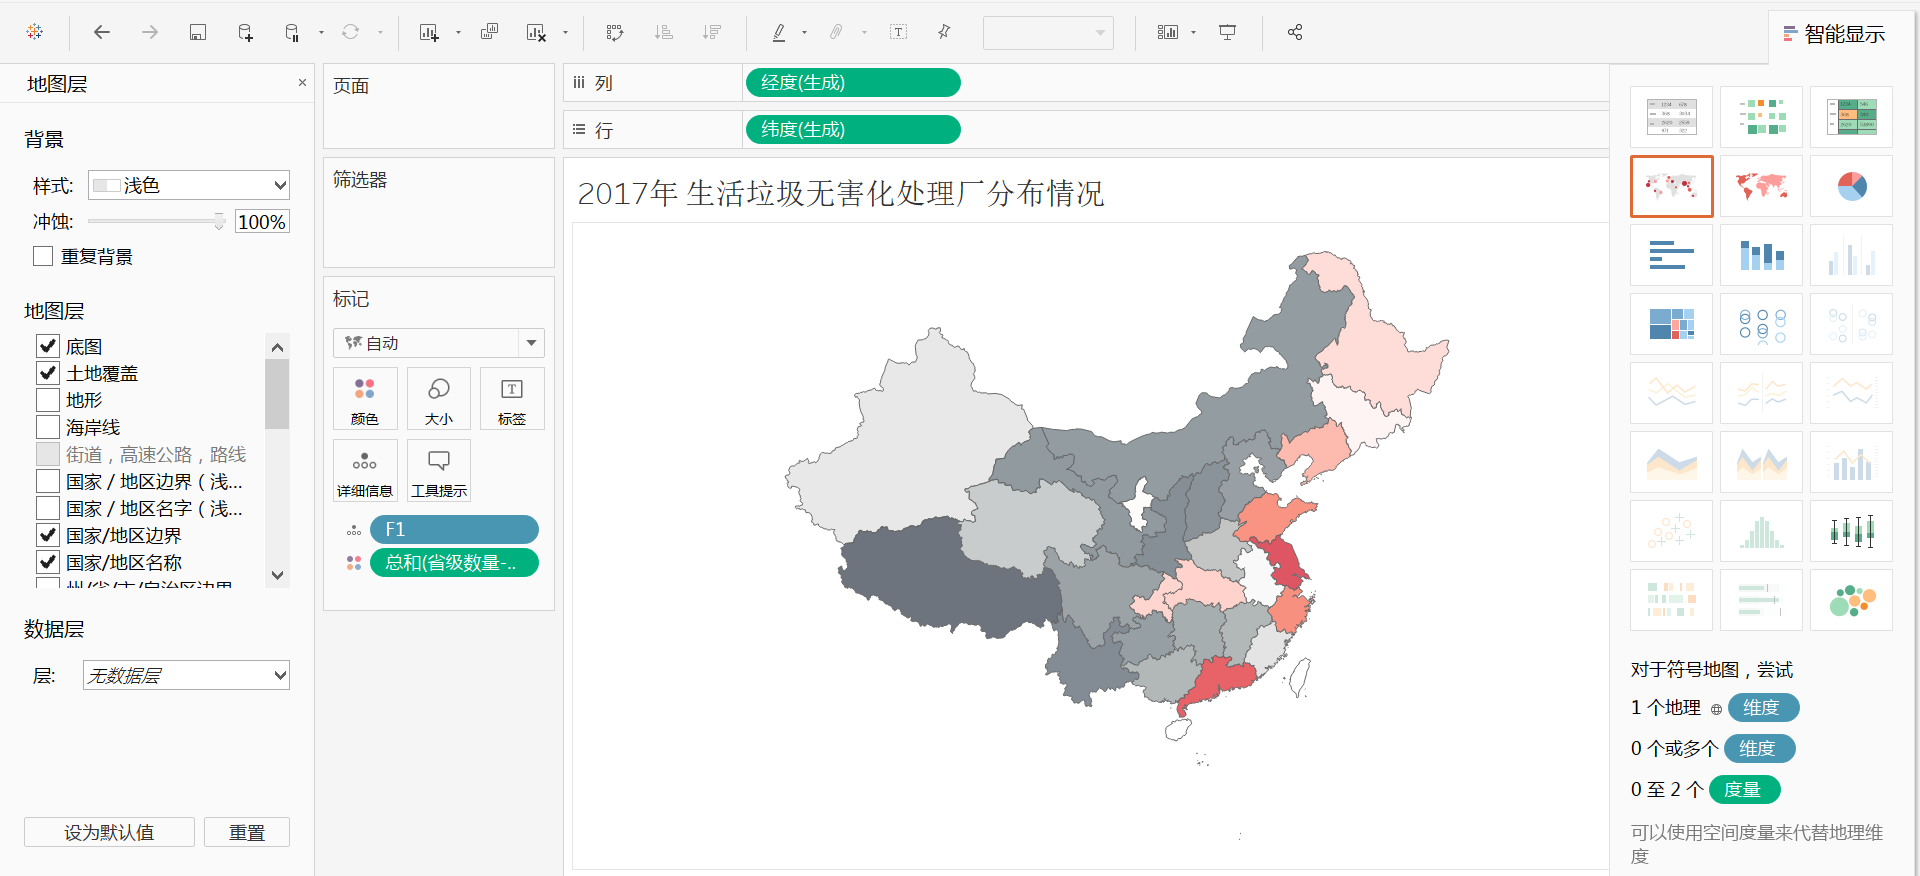 智能显示
地图层
×
背景
样式: 浅色
冲蚀: 100%
重复背景
地图层
底图
土地覆盖
地形
海岸线
街道，高速公路，路线
国家 / 地区边界（浅...
国家 / 地区名字（浅...
国家/地区边界
国家/地区名称
州/省/市/自治区边界
数据层
层: 无数据层
设为默认值 重置
页面
筛选器
标记
自动
颜色 大小 标签
详细信息 工具提示
F1
总和(省级数量-..
列 经度(生成)
行 纬度(生成)
2017年 生活垃圾无害化处理厂分布情况
对于符号地图，尝试
1 个地理 维度
0 个或多个 维度
0 至 2 个 度量
可以使用空间度量来代替地理维
度